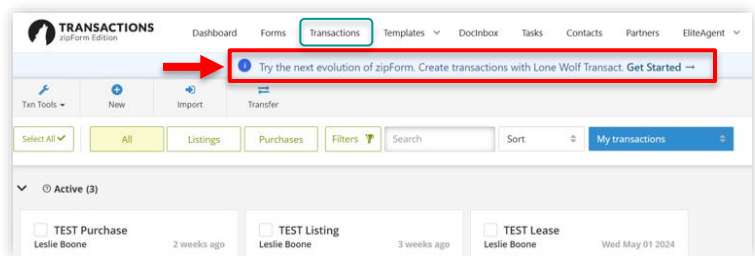 TRANSACTIONS
zipForm Edition
Dashboard Forms Transactions Templates DocInbox Tasks Contacts Partners EliteAgent
i Try the next evolution of zipForm. Create transactions with Lone Wolf Transact. Get Started →
Txn Tools New Import Transfer
Select All All Listings Purchases Filters Search Sort My transactions
Active (3)
TEST Purchase TEST Listing TEST Lease
Leslie Boone 2 weeks ago Leslie Boone 3 weeks ago Leslie Boone Wed May 01 2024